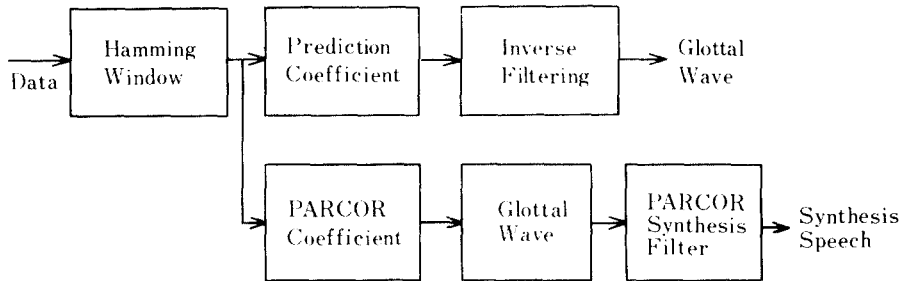 Data
Hamming
Window
Prediction
Coefficient
Inverse
Filtering
Glottal
Wave
PARCOR
Coefficient
Glottal
Wave
PARCOR
Synthesis
Filter
Synthesis
Speech